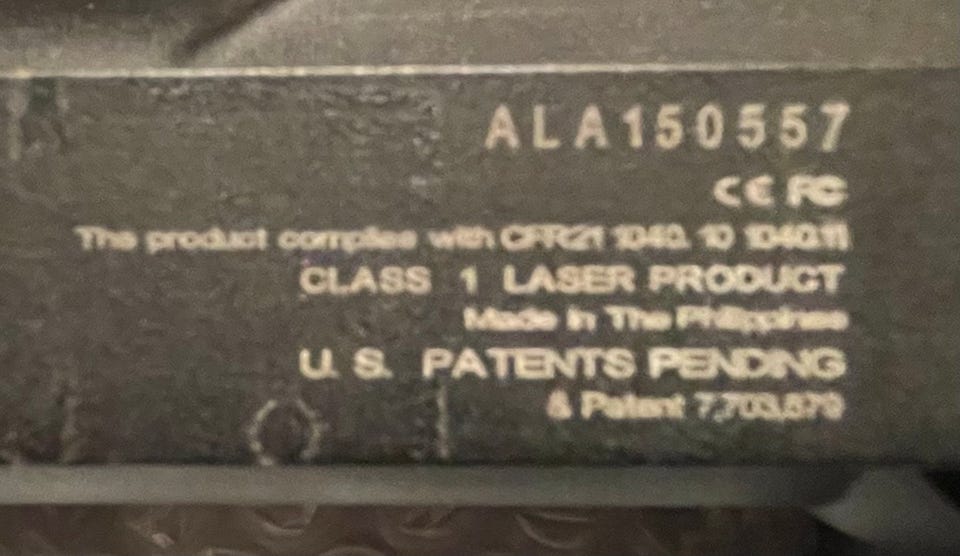 ALA150557
CE FC
The product complies with CFR21 1040.10 1040.11
CLASS 1 LASER PRODUCT
Made In The Philippines
U.S. PATENTS PENDING
& Patent 7,703,679